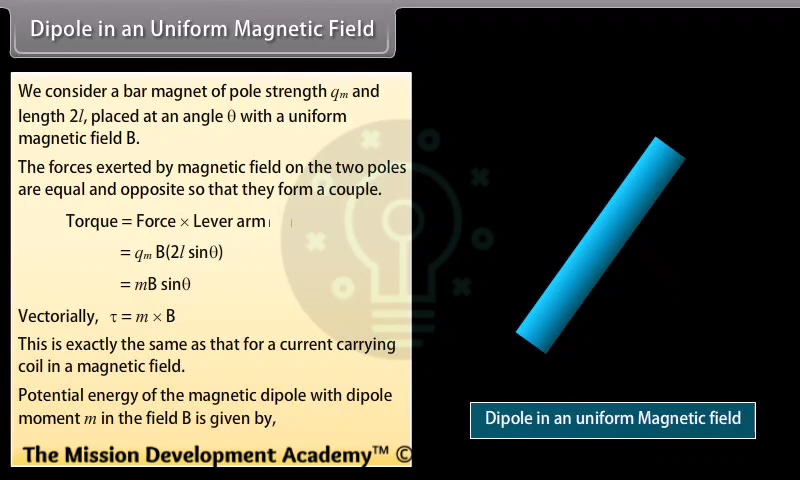 Dipole in an Uniform Magnetic Field
We consider a bar magnet of pole strength qm and
length 2l, placed at an angle θ with a uniform
magnetic field B.
The forces exerted by magnetic field on the two poles
are equal and opposite so that they form a couple.
Torque = Force × Lever arm
= qm B(2l sinθ)
= mB sinθ
Vectorially, τ = m × B
This is exactly the same as that for a current carrying
coil in a magnetic field.
Potential energy of the magnetic dipole with dipole
moment m in the field B is given by,
The Mission Development Academy™ ©
Dipole in an uniform Magnetic field